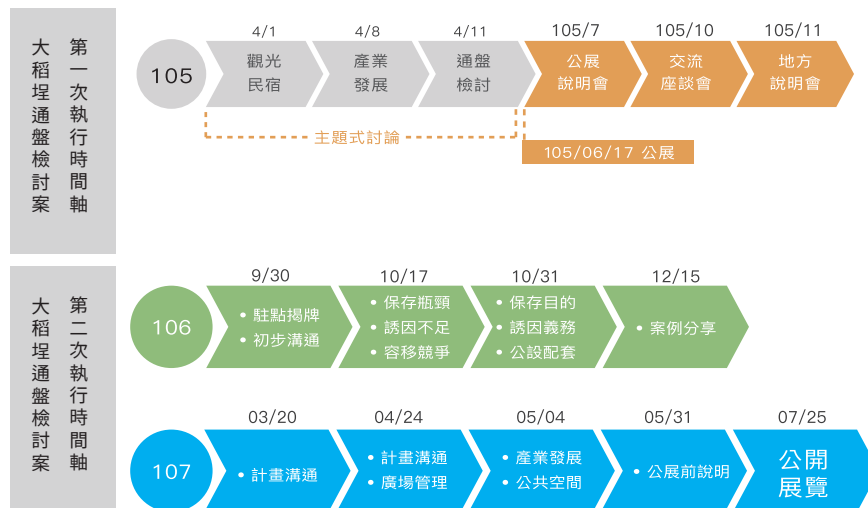 第一次執行時間軸
大稻埕通盤檢討案
105
4/1
觀光
民宿
4/8
產業
發展
4/11
通盤
檢討
105/7
公展
說明會
105/10
交流
座談會
105/11
地方
說明會
主題式討論
105/06/17 公展
第二次執行時間軸
大稻埕通盤檢討案
106
9/30
• 駐點揭牌
• 初步溝通
10/17
• 保存瓶頸
• 誘因不足
• 容移競爭
10/31
• 保存目的
• 誘因義務
• 公設配套
12/15
• 案例分享
107
03/20
• 計畫溝通
04/24
• 計畫溝通
• 廣場管理
05/04
• 產業發展
• 公共空間
05/31
• 公展前說明
07/25
公開
展覽